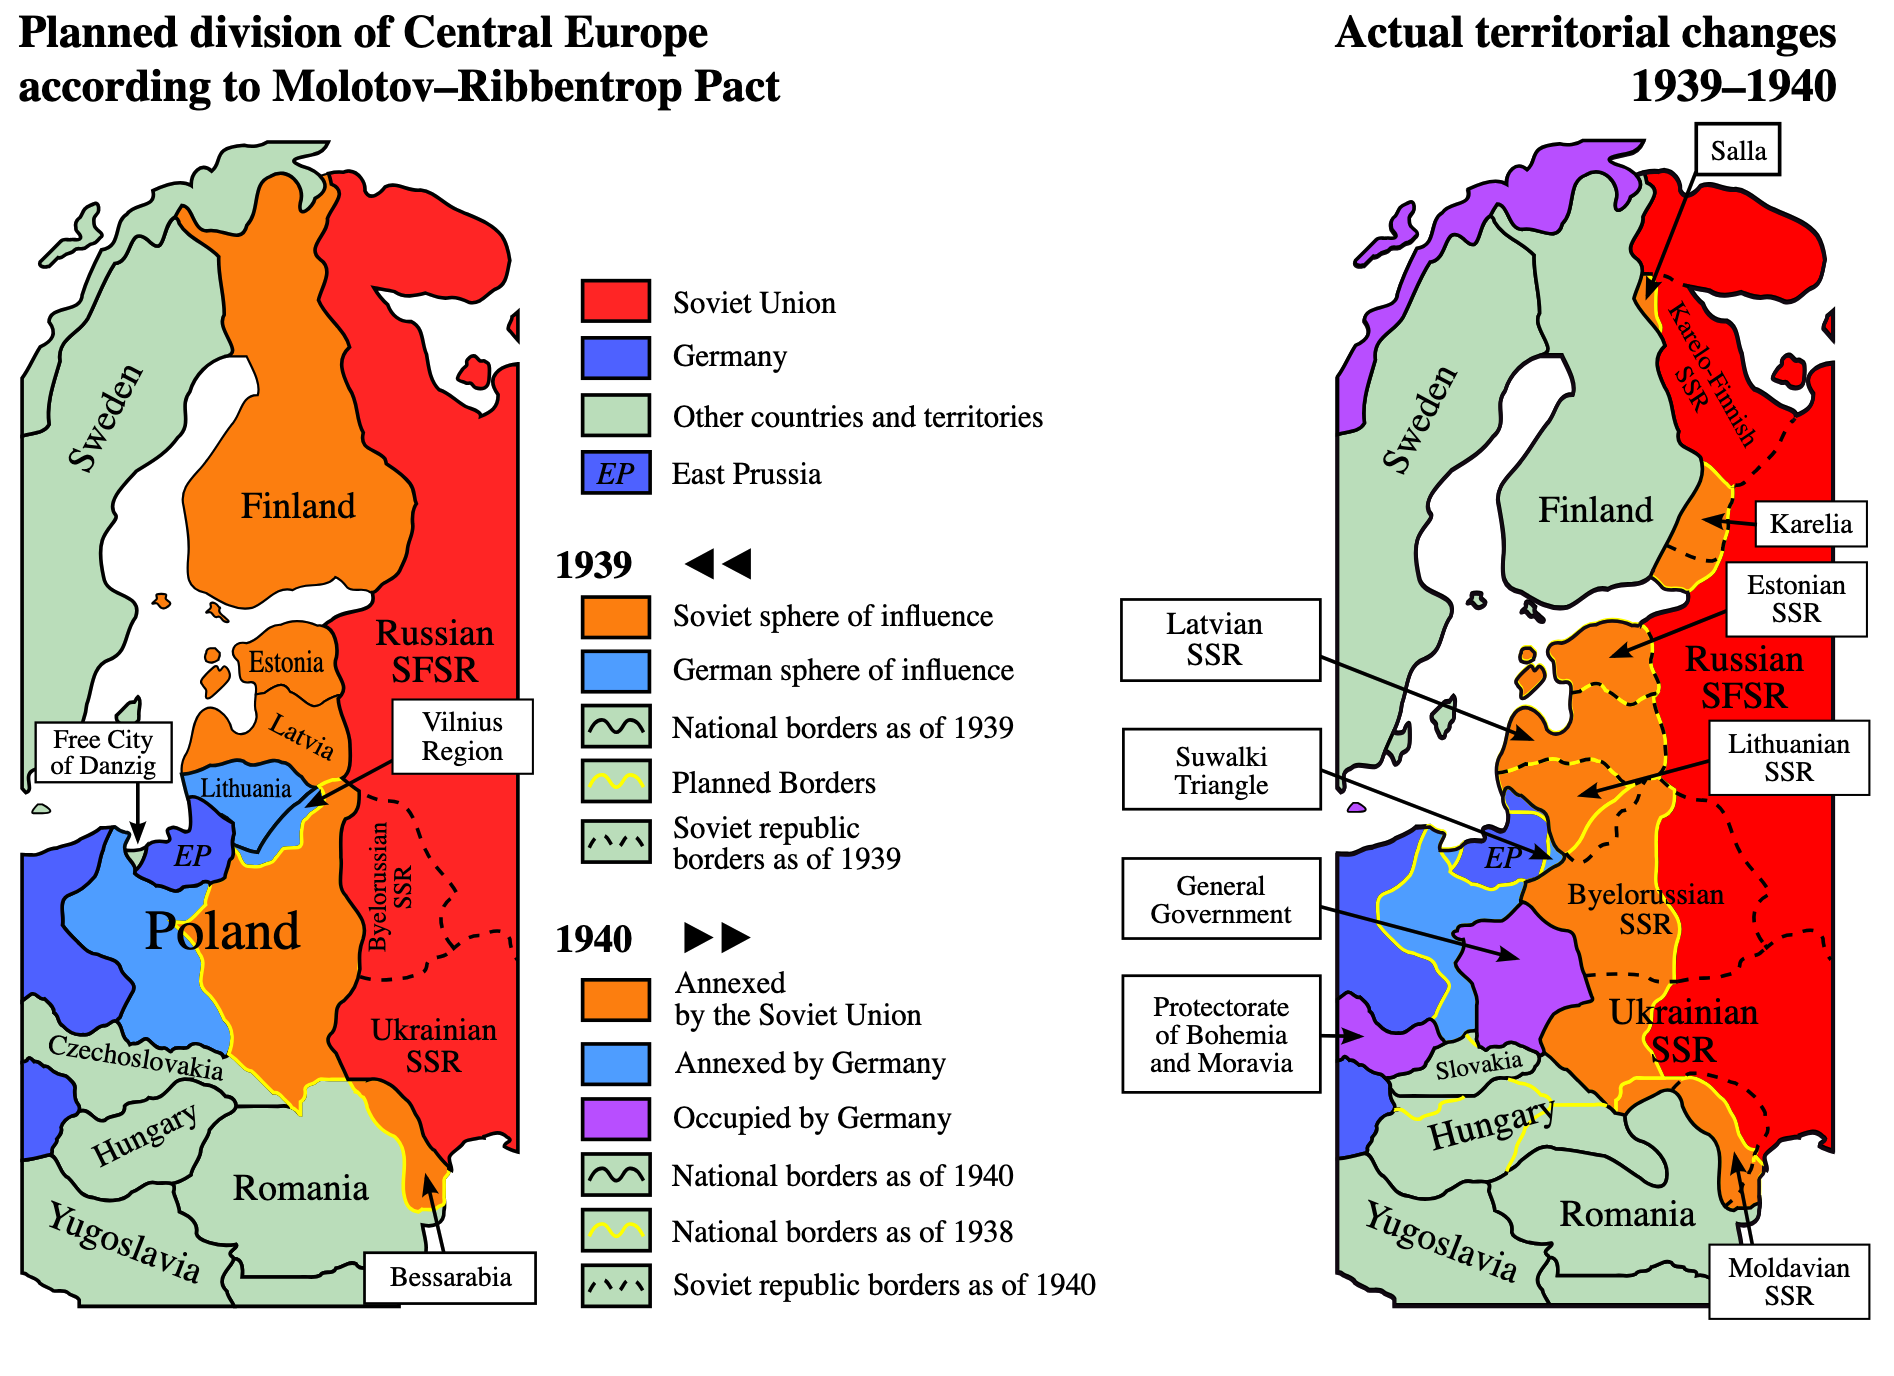 Planned division of Central Europe
according to Molotov–Ribbentrop Pact
Actual territorial changes
1939–1940
Sweden
Finland
Estonia
Latvia
Lithuania
Russian
SFSR
Free City
of Danzig
Vilnius
Region
EP
Poland
Byelorussian
SSR
Ukrainian
SSR
Czechoslovakia
Hungary
Romania
Yugoslavia
Bessarabia
Soviet Union
Germany
Other countries and territories
EP
East Prussia
1939
Soviet sphere of influence
German sphere of influence
National borders as of 1939
Planned Borders
Soviet republic
borders as of 1939
1940
Annexed
by the Soviet Union
Annexed by Germany
Occupied by Germany
National borders as of 1940
National borders as of 1938
Soviet republic borders as of 1940
Salla
Karelo-Finnish
SSR
Sweden
Finland
Karelia
Estonian
SSR
Latvian
SSR
Russian
SFSR
Suwalki
Triangle
Lithuanian
SSR
EP
General
Government
Byelorussian
SSR
Protectorate
of Bohemia
and Moravia
Ukrainian
SSR
Slovakia
Hungary
Romania
Yugoslavia
Moldavian
SSR